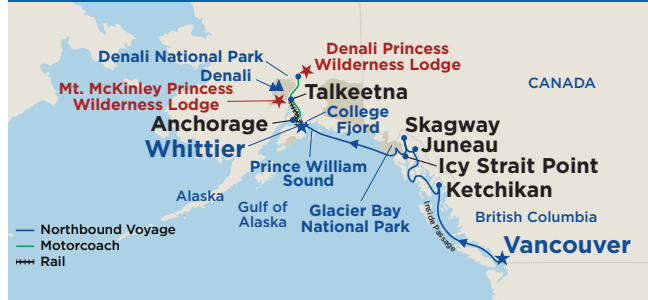 Denali Princess
Wilderness Lodge
Denali National Park
Denali
Mt. McKinley Princess
Wilderness Lodge
Talkeetna
CANADA
College
Fjord
Anchorage
Whittier
Skagway
Juneau
Icy Strait Point
Prince William
Sound
Ketchikan
Alaska
Gulf of
Alaska
Glacier Bay
National Park
Inside Passage
British Columbia
Vancouver
Northbound Voyage
Motorcoach
Rail